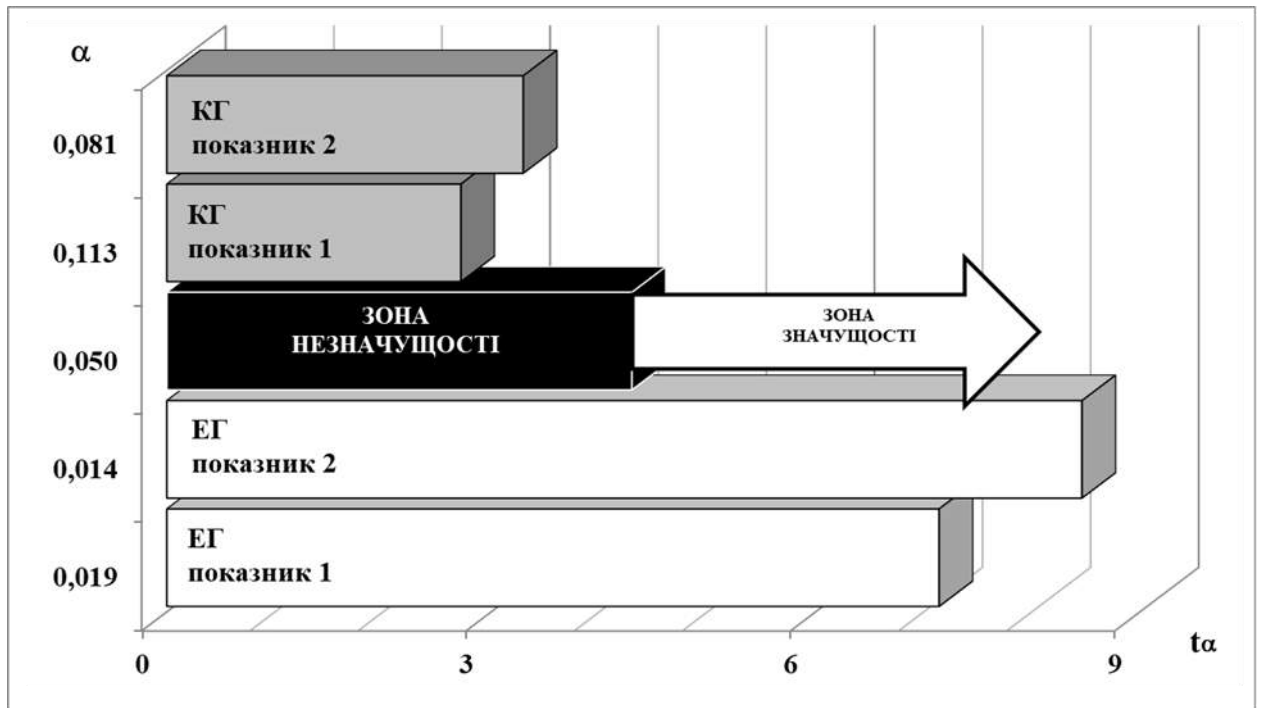 α
КГ
показник 2
0,081
КГ
показник 1
0,113
ЗОНА
НЕЗНАЧУЩОСТІ
ЗОНА
ЗНАЧУЩОСТІ
0,050
ЕГ
показник 2
0,014
ЕГ
показник 1
0,019
0 3 6 9 tα